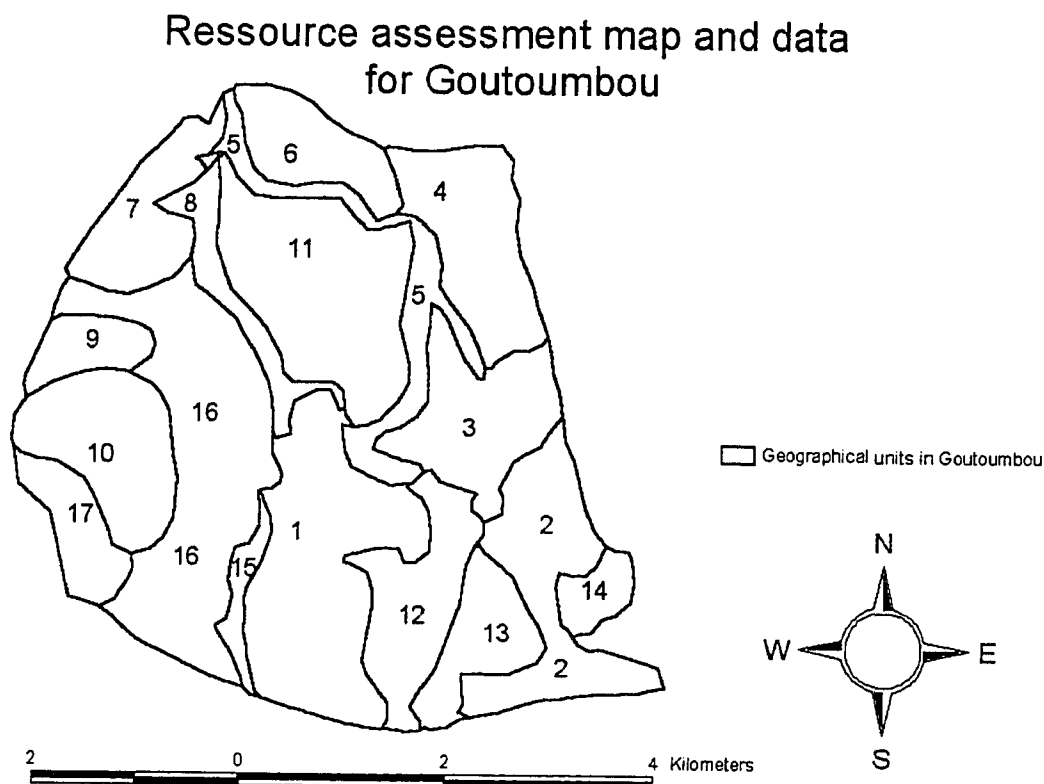 Ressource assessment map and data
for Goutoumbou
5
6
4
7
8
11
5
9
16
3
10
Geographical units in Goutoumbou
17
1
2
16
15
14
12
13
2
N
W
E
S
2 0 2 4 Kilometers